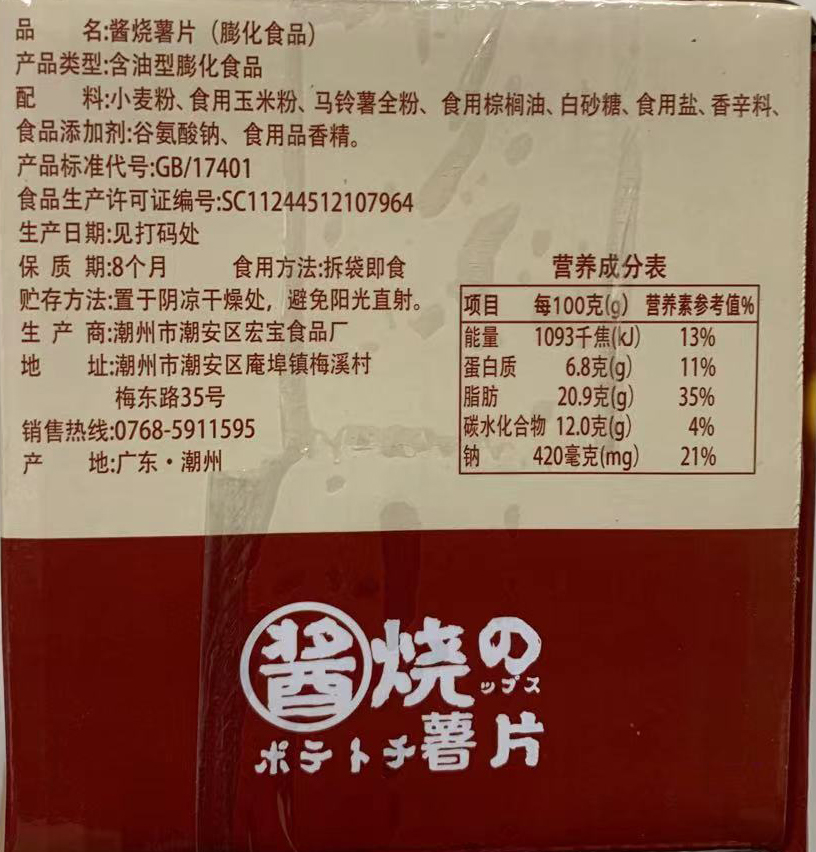 品 名:酱烧薯片（膨化食品）
产品类型:含油型膨化食品
配 料:小麦粉、食用玉米粉、马铃薯全粉、食用棕榈油、白砂糖、食用盐、香辛料、
食品添加剂:谷氨酸钠、食用品香精。
产品标准代号:GB/17401
食品生产许可证编号:SC11244512107964
生产日期:见打码处
保 质 期:8个月 食用方法:拆袋即食
贮存方法:置于阴凉干燥处，避免阳光直射。
生 产 商:潮州市潮安区宏宝食品厂
地 址:潮州市潮安区庵埠镇梅溪村
梅东路35号
销售热线:0768-5911595
产 地:广东·潮州
营养成分表
项目 每100克(g) 营养素参考值%
能量 1093千焦(kJ) 13%
蛋白质 6.8克(g) 11%
脂肪 20.9克(g) 35%
碳水化合物 12.0克(g) 4%
钠 420毫克(mg) 21%
酱烧の
ップス
ポテトチ薯片